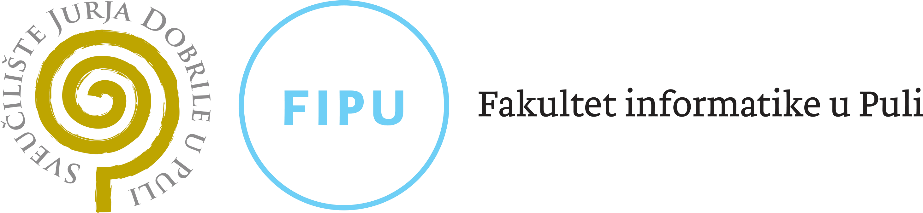 SVEUČILIŠTE JURJA DOBRILE U PULI
FIPU
Fakultet informatike u Puli